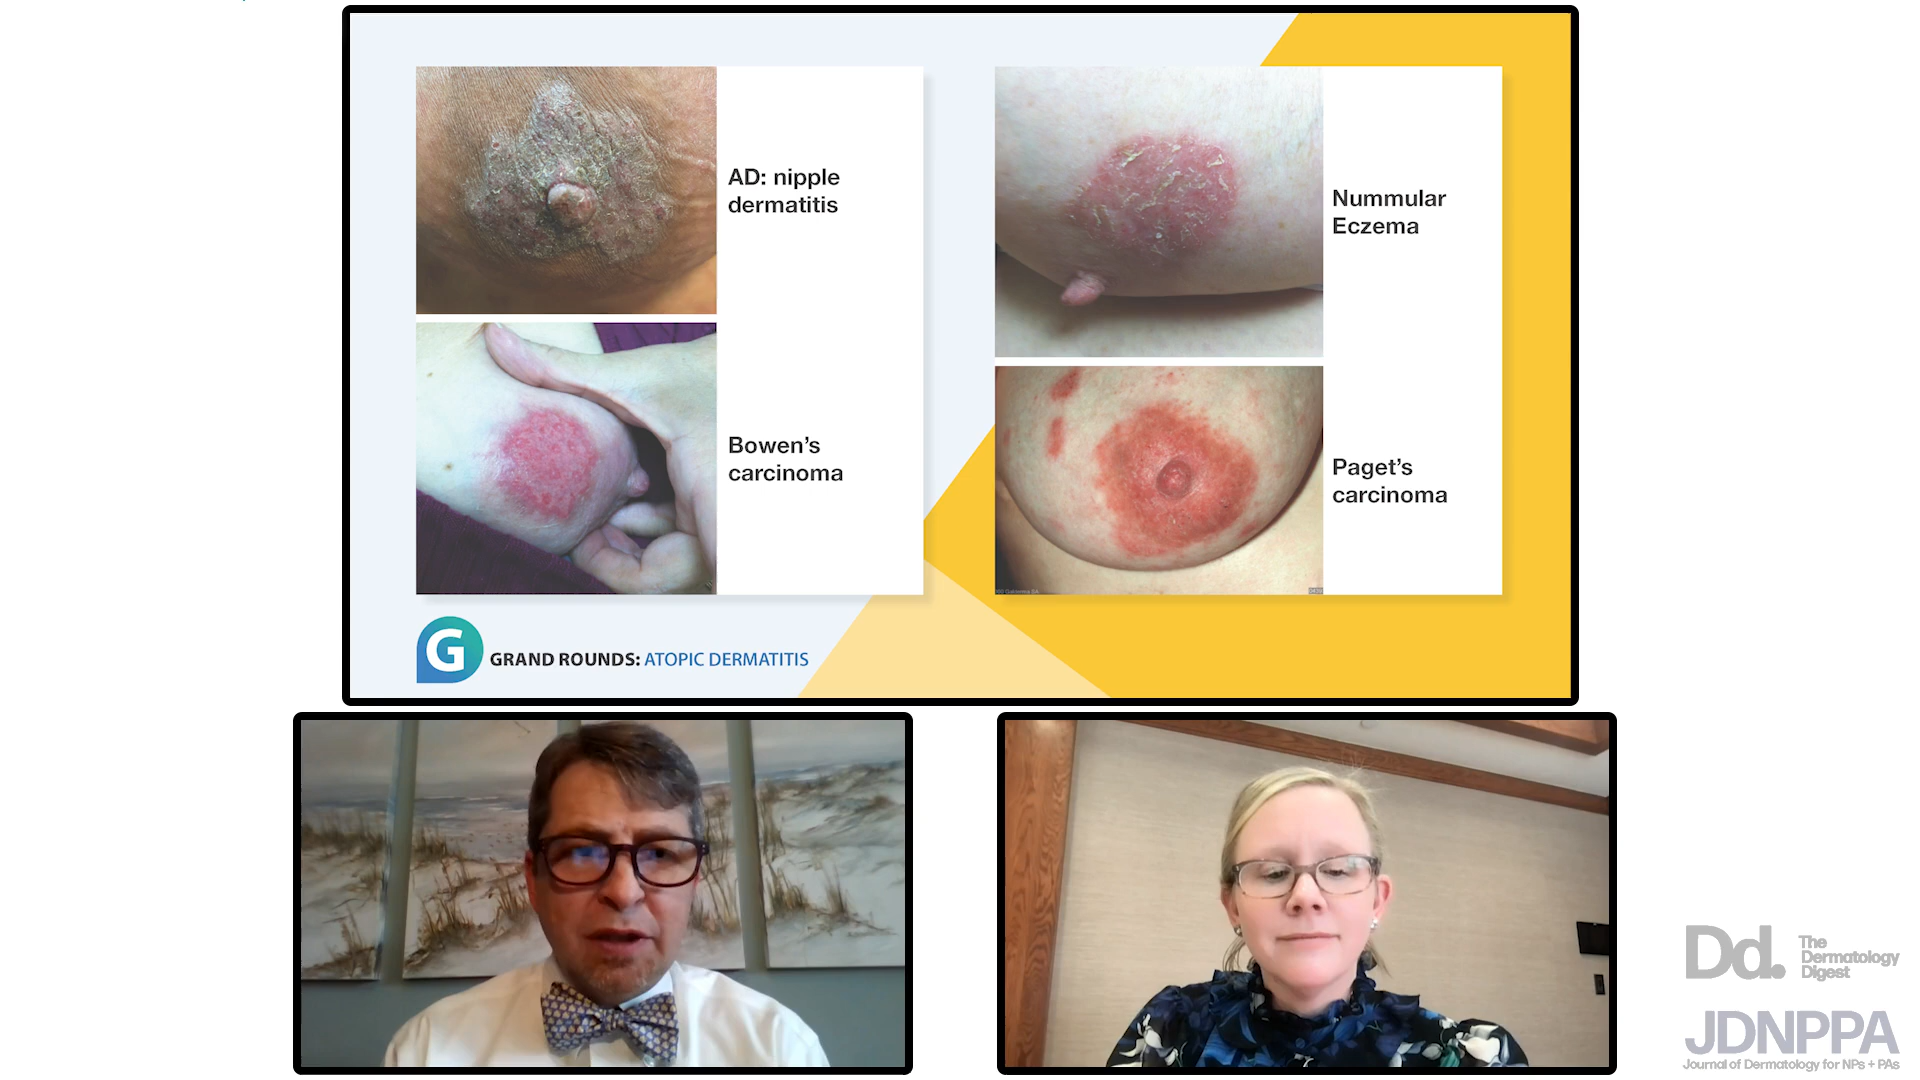 AD: nipple
dermatitis
Bowen's
carcinoma
Nummular
Eczema
Paget's
carcinoma
G
GRAND ROUNDS: ATOPIC DERMATITIS
Dd.
The
Dermatology
Digest
JDNPPA
Journal of Dermatology for NPs + PAs